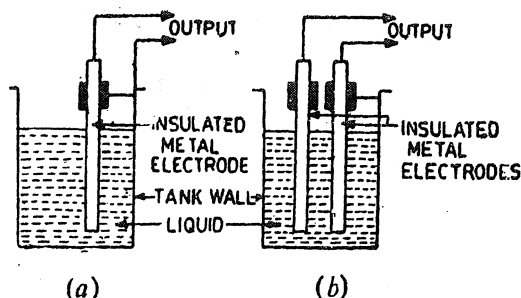 OUTPUT
OUTPUT
INSULATED
METAL
ELECTRODE
INSULATED
METAL
ELECTRODES
TANK WALL
LIQUID
(a)
(b)